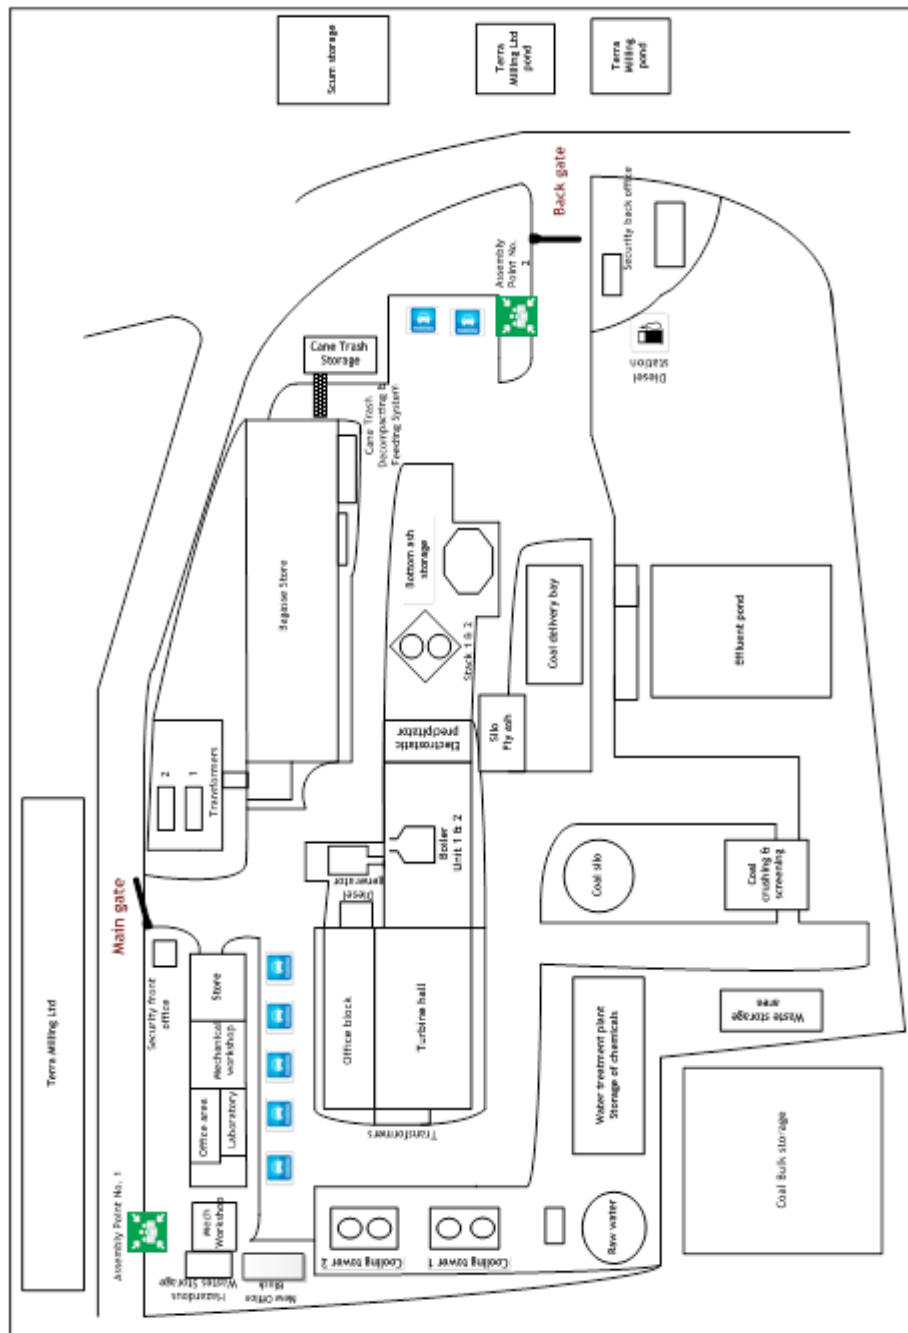 Scum storage
Terra
Milling Ltd
pond
Terra
Milling
pond
Back gate
Security back office
Assembly
Point No.
2
Diesel
station
Cane Trash
Storage
Cane Trash
Decompacting &
Feeding System
Bagasse Store
Bottom ash
storage
Stack 1 & 2
Coal delivery bay
Effluent pond
Electrostatic
precipitator
Silo
Fly ash
2
1
Transformers
Boiler
Unit 1 & 2
Diesel
generator
Coal silo
Coal
crushing &
screening
Main gate
Security front
office
Terra Milling Ltd
Store
Mechanical
workshop
Office area
Laboratory
Office block
Turbine hall
Transformers
Water treatment plant
Storage of chemicals
Waste storage
area
Coal Bulk storage
Assembly Point No. 1
Mech
Workshop
Hazardous
Wastes Storage
New Office
Block
Cooling tower 2
Cooling tower 1
Raw water